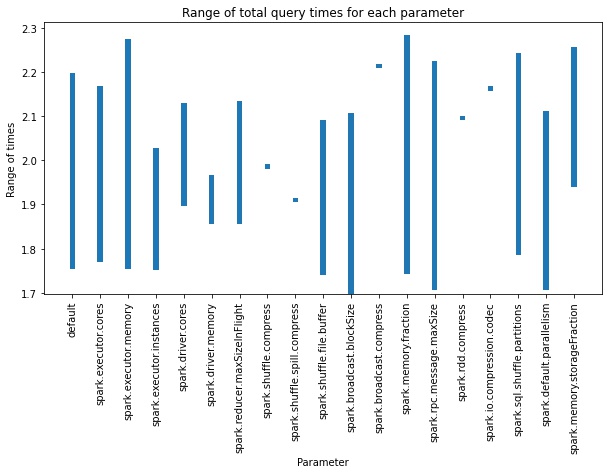 Range of total query times for each parameter
Range of times
2.3
2.2
2.1
2.0
1.9
1.8
1.7
default
spark.executor.cores
spark.executor.memory
spark.executor.instances
spark.driver.cores
spark.driver.memory
spark.reducer.maxSizeInFlight
spark.shuffle.compress
spark.shuffle.spill.compress
spark.shuffle.file.buffer
spark.broadcast.blockSize
spark.broadcast.compress
spark.memory.fraction
spark.rpc.message.maxSize
spark.rdd.compress
spark.io.compression.codec
spark.sql.shuffle.partitions
spark.default.parallelism
spark.memory.storageFraction
Parameter